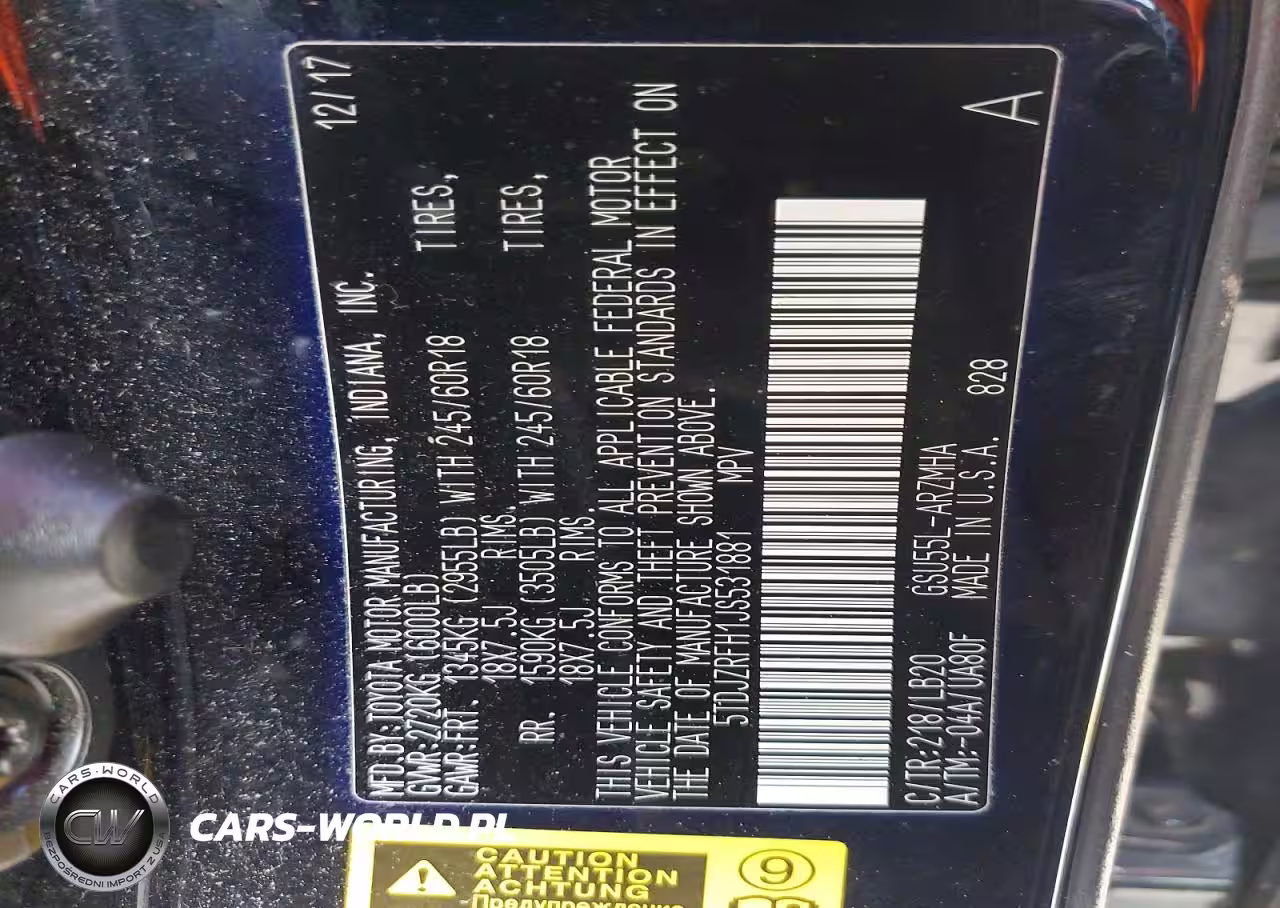 12/17
MFD.BY:TOYOTA MOTOR MANUFACTURING, INDIANA, INC.
GVWR:2720KG (6000LB)
GAWR:FRT. 1345KG (2955LB) WITH 245/60R18 TIRES,
18X7.5J RIMS,
RR. 1590KG (3505LB) WITH 245/60R18 TIRES,
18X7.5J RIMS.
THIS VEHICLE CONFORMS TO ALL APPLICABLE FEDERAL MOTOR
VEHICLE SAFETY AND THEFT PREVENTION STANDARDS IN EFFECT ON
THE DATE OF MANUFACTURE SHOWN ABOVE.
5TDJZRFH1JS531881 MPV
C/TR:218/LB20 GSU55L-ARZMHA
A/TM:-04A/UA80F MADE IN U.S.A. 828
A
CAUTION
ATTENTION
ACHTUNG
Предупреждение
9
CARS-WORLD
CW
BEZPOŚREDNI IMPORT Z USA
CARS-WORLD.PL